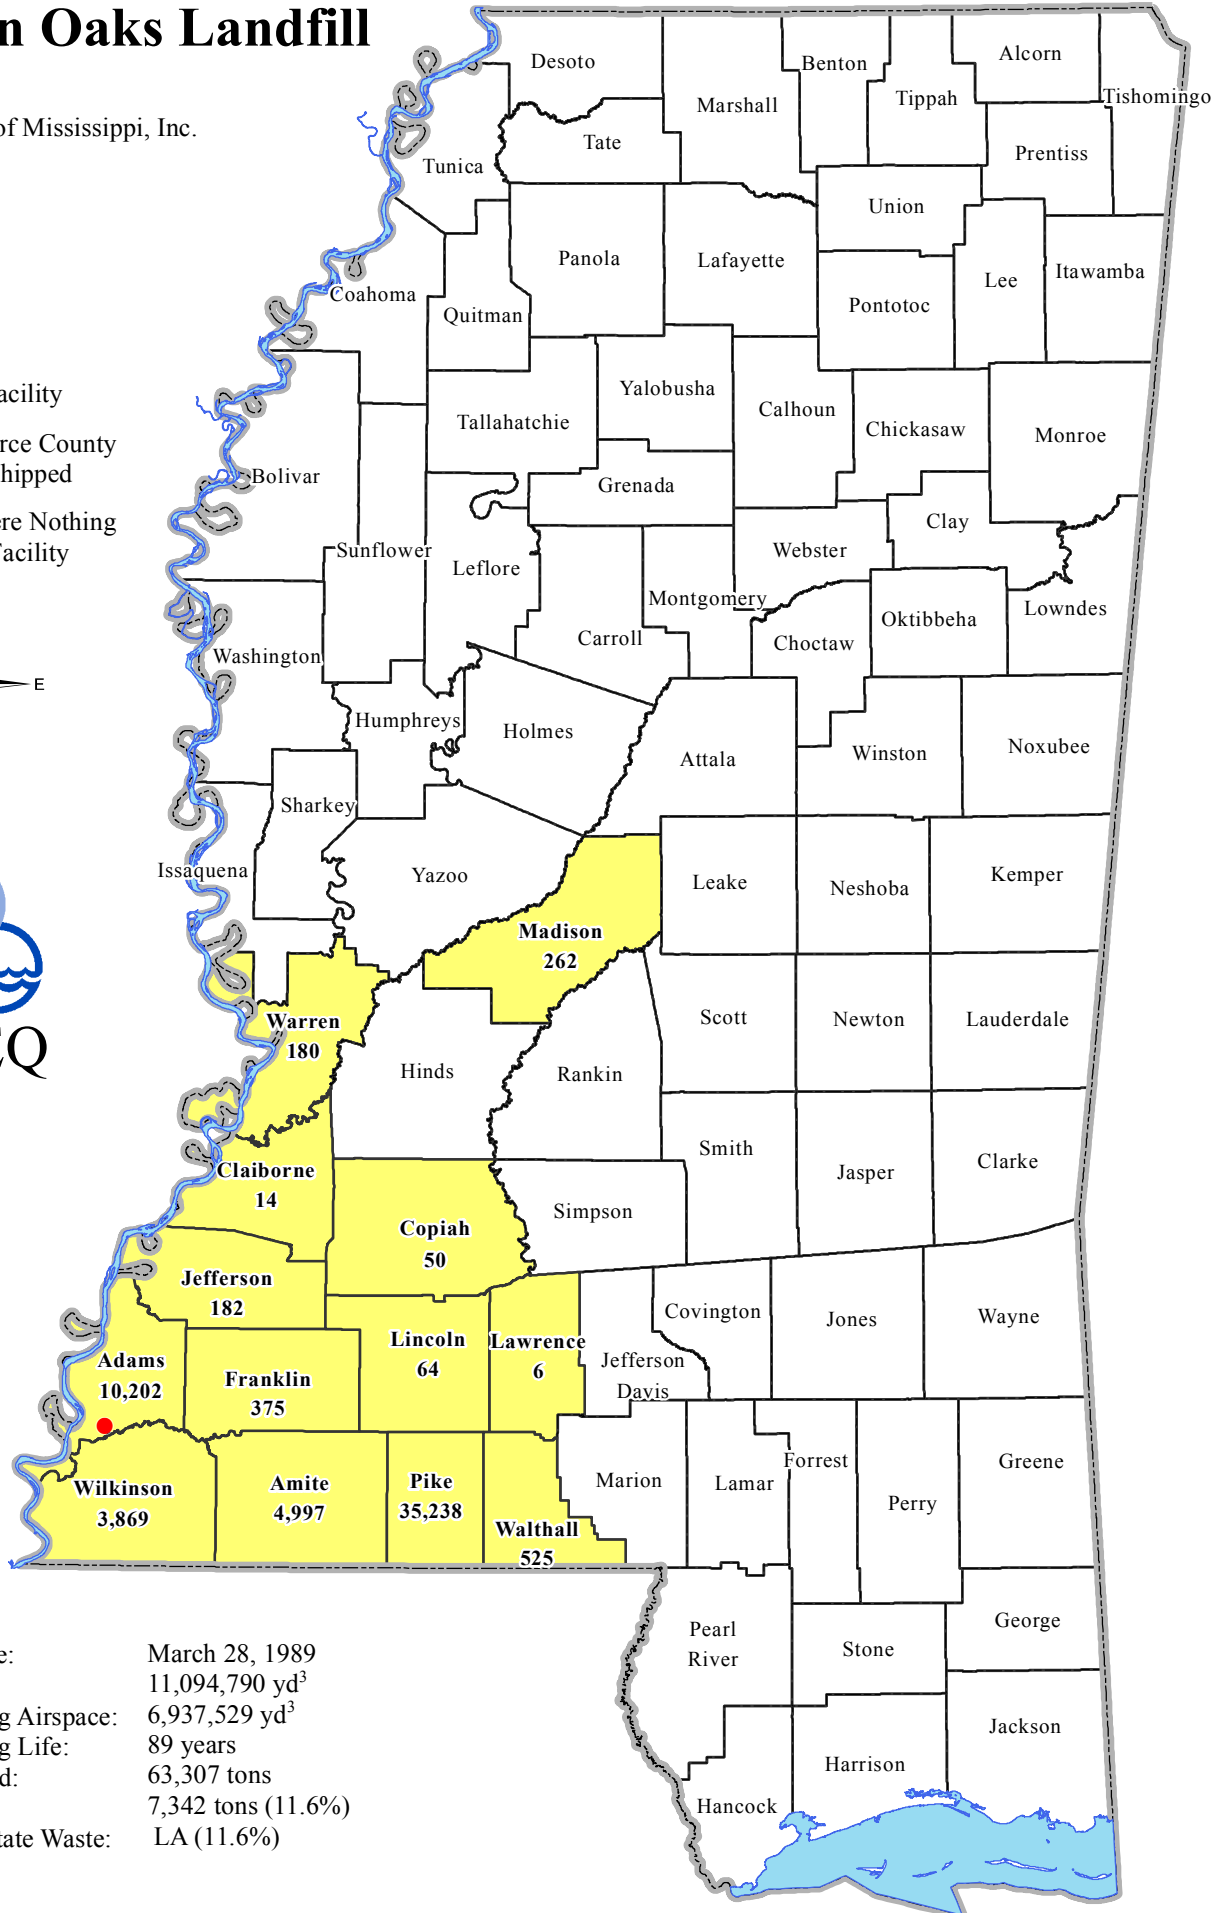 n Oaks Landfill
of Mississippi, Inc.
acility
rce County
hipped
ere Nothing
Facility
E
CQ
Desoto
Benton
Alcorn
Marshall
Tippah
Tishomingo
Tate
Tunica
Prentiss
Union
Panola
Lafayette
Coahoma
Quitman
Pontotoc
Lee
Itawamba
Yalobusha
Tallahatchie
Calhoun
Chickasaw
Monroe
Bolivar
Grenada
Clay
Sunflower
Leflore
Webster
Montgomery
Carroll
Choctaw
Oktibbeha
Lowndes
Washington
Humphreys
Holmes
Attala
Winston
Noxubee
Sharkey
Issaquena
Yazoo
Leake
Neshoba
Kemper
Madison
262
Warren
180
Hinds
Rankin
Scott
Newton
Lauderdale
Claiborne
14
Smith
Jasper
Clarke
Copiah
50
Simpson
Jefferson
182
Adams
10,202
Franklin
375
Lincoln
64
Lawrence
6
Jefferson
Davis
Covington
Jones
Wayne
Wilkinson
3,869
Amite
4,997
Pike
35,238
Walthall
525
Marion
Lamar
Forrest
Perry
Greene
Pearl
River
Stone
George
Jackson
Harrison
Hancock
e: March 28, 1989
11,094,790 yd³
g Airspace: 6,937,529 yd³
g Life: 89 years
d: 63,307 tons
7,342 tons (11.6%)
tate Waste: LA (11.6%)